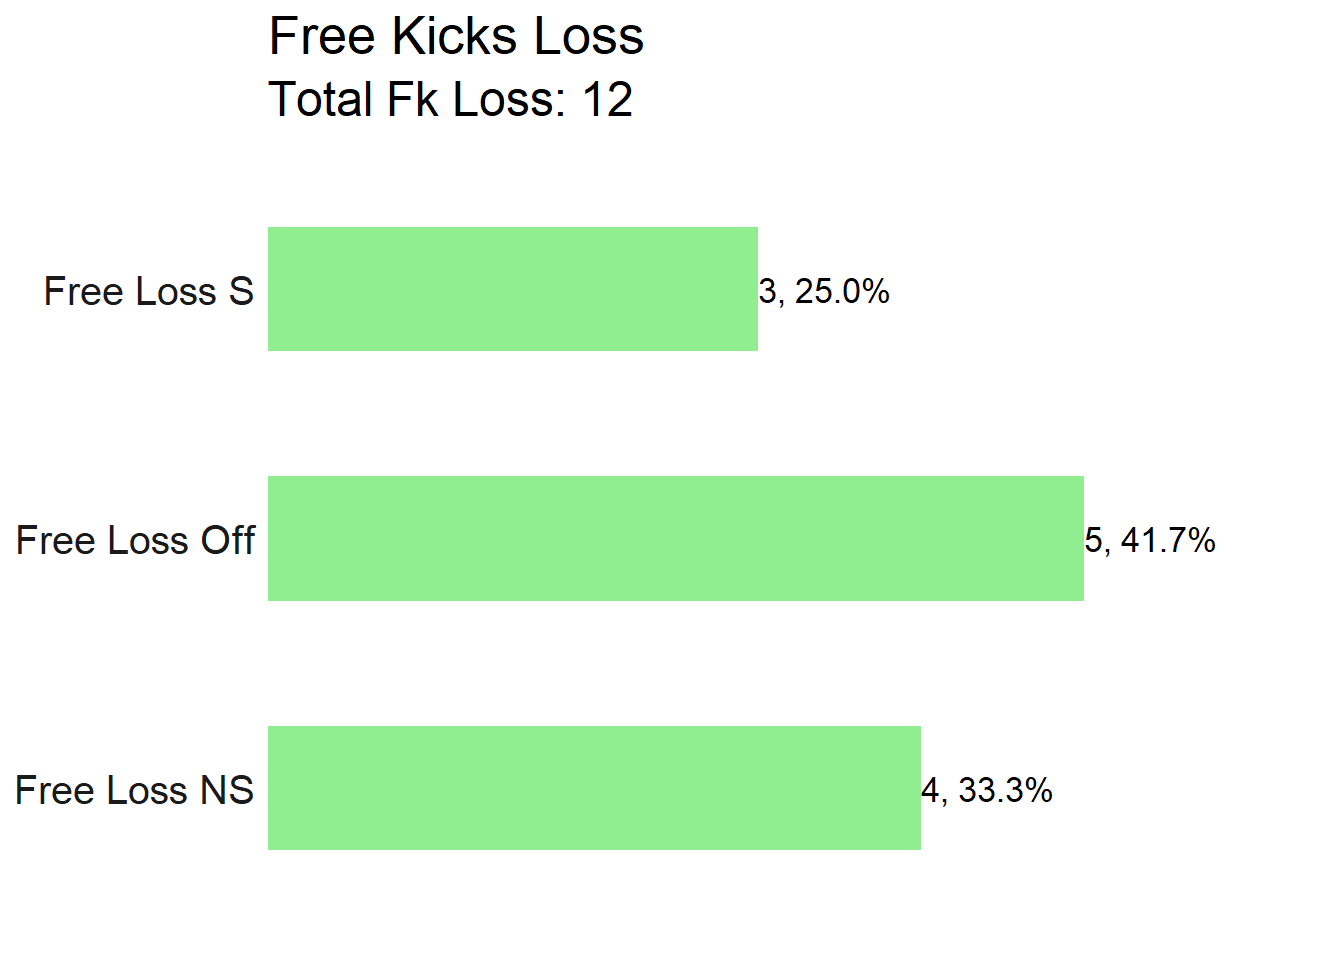 Free Kicks Loss
Total Fk Loss: 12
Free Loss S
3, 25.0%
Free Loss Off
5, 41.7%
Free Loss NS
4, 33.3%